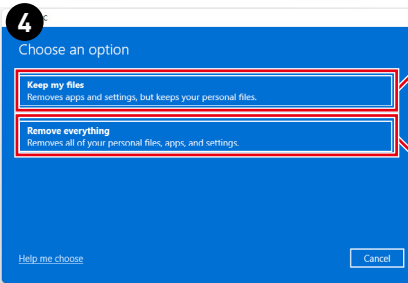 4
Choose an option
Keep my files
Removes apps and settings, but keeps your personal files.
Remove everything
Removes all of your personal files, apps, and settings.
Help me choose
Cancel